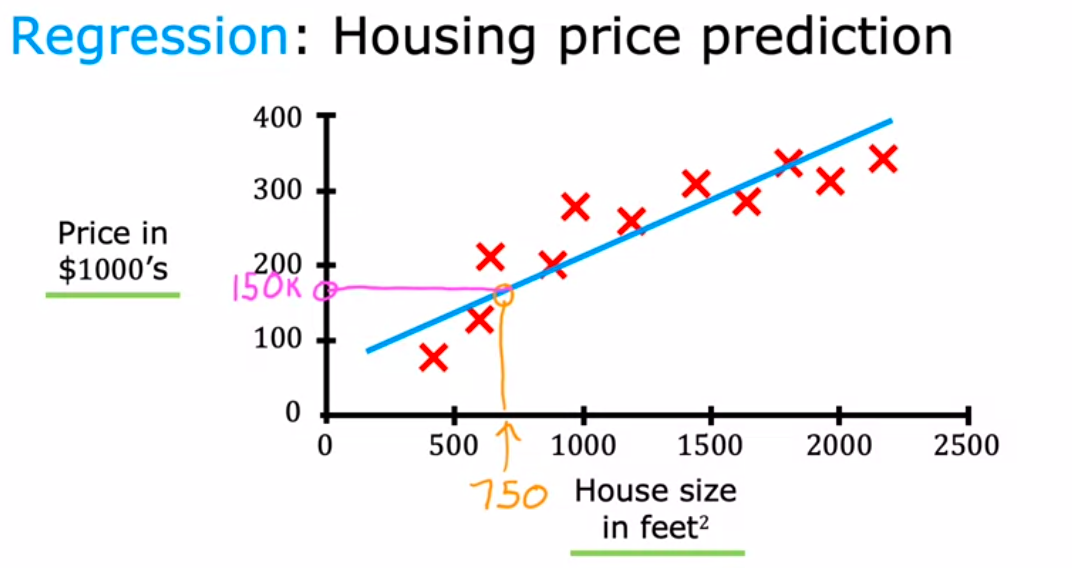 Regression: Housing price prediction
400
300
Price in
$1000's
200
150K
100
0
0 500 1000 1500 2000 2500
750
House size
in feet²